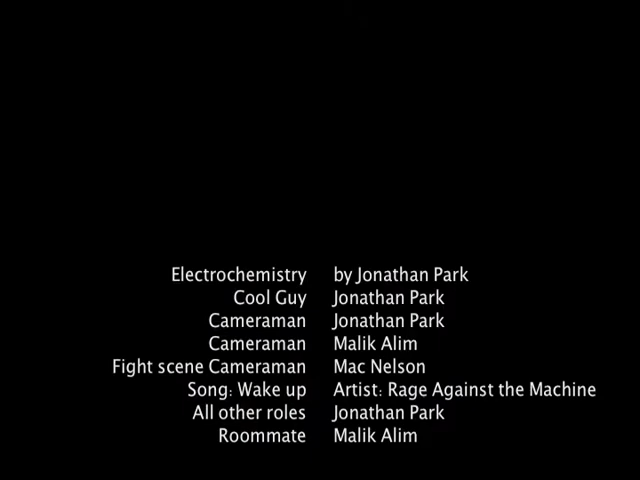 Electrochemistry by Jonathan Park
Cool Guy Jonathan Park
Cameraman Jonathan Park
Cameraman Malik Alim
Fight scene Cameraman Mac Nelson
Song: Wake up Artist: Rage Against the Machine
All other roles Jonathan Park
Roommate Malik Alim